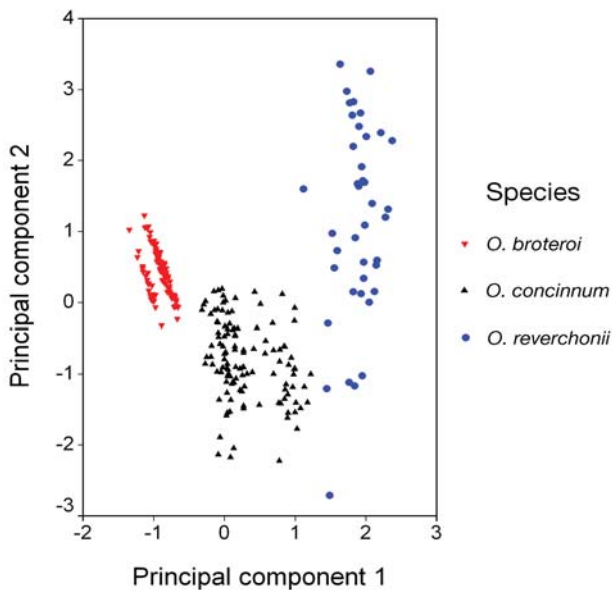 Principal component 2
4
3
2
1
0
-1
-2
-3
-2 -1 0 1 2 3
Principal component 1
Species
O. broteroi
O. concinnum
O. reverchonii